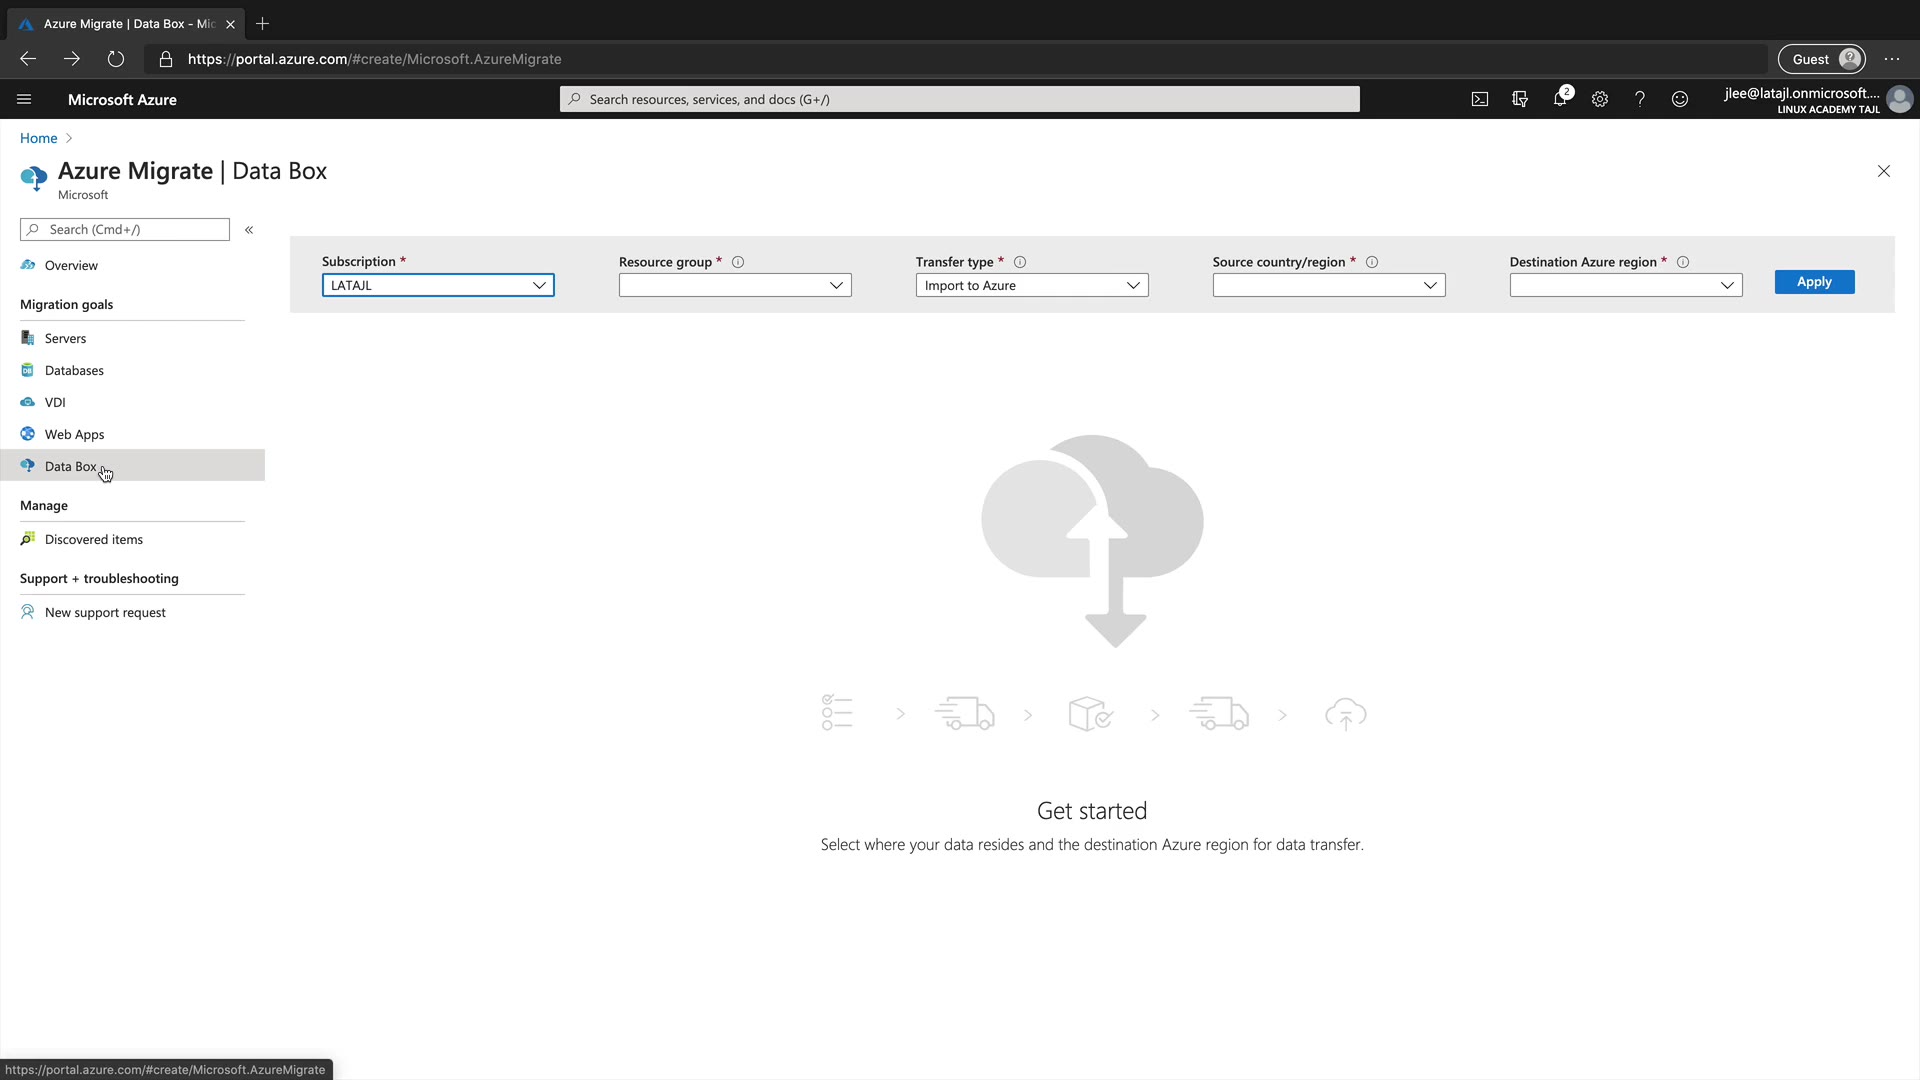 Azure Migrate | Data Box - Mic
https://portal.azure.com/#create/Microsoft.AzureMigrate
Guest
Microsoft Azure
Search resources, services, and docs (G+/)
2
jlee@latajl.onmicrosoft....
LINUX ACADEMY TAJL
Home
Azure Migrate | Data Box
Microsoft
Search (Cmd+/)
Overview
Migration goals
Servers
Databases
VDI
Web Apps
Data Box
Manage
Discovered items
Support + troubleshooting
New support request
Subscription *
LATAJL
Resource group *
Transfer type *
Import to Azure
Source country/region *
Destination Azure region *
Apply
Get started
Select where your data resides and the destination Azure region for data transfer.
https://portal.azure.com/#create/Microsoft.AzureMigrate